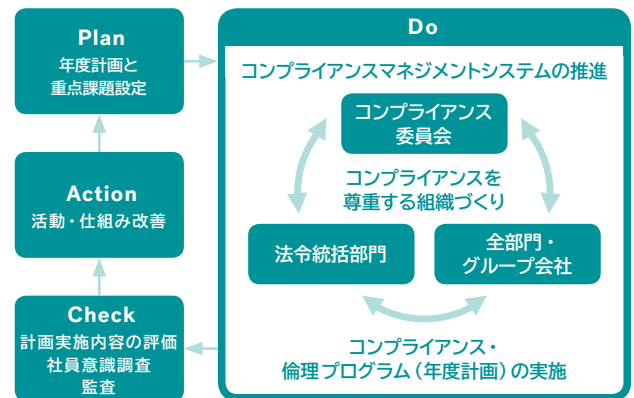 Plan
年度計画と
重点課題設定
Do
コンプライアンスマネジメントシステムの推進
コンプライアンス
委員会
コンプライアンスを
尊重する組織づくり
法令統括部門
全部門・
グループ会社
コンプライアンス・
倫理プログラム（年度計画）の実施
Check
計画実施内容の評価
社員意識調査
監査
Action
活動・仕組み改善